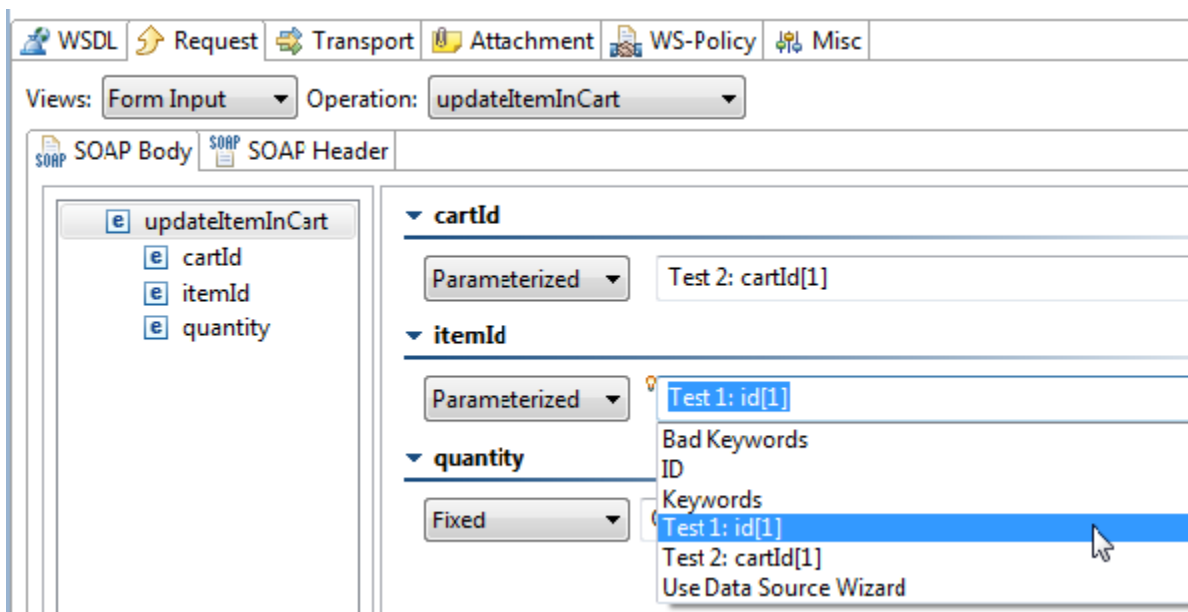 WSDL Request Transport Attachment WS-Policy Misc
Views: Form Input Operation: updateItemInCart
SOAP SOAP Body SOAP SOAP Header
e updateItemInCart
e cartId
e itemId
e quantity
cartId
Parameterized Test 2: cartId[1]
itemId
Parameterized Test 1: id[1]
quantity
Fixed
Bad Keywords
ID
Keywords
Test 1: id[1]
Test 2: cartId[1]
Use Data Source Wizard